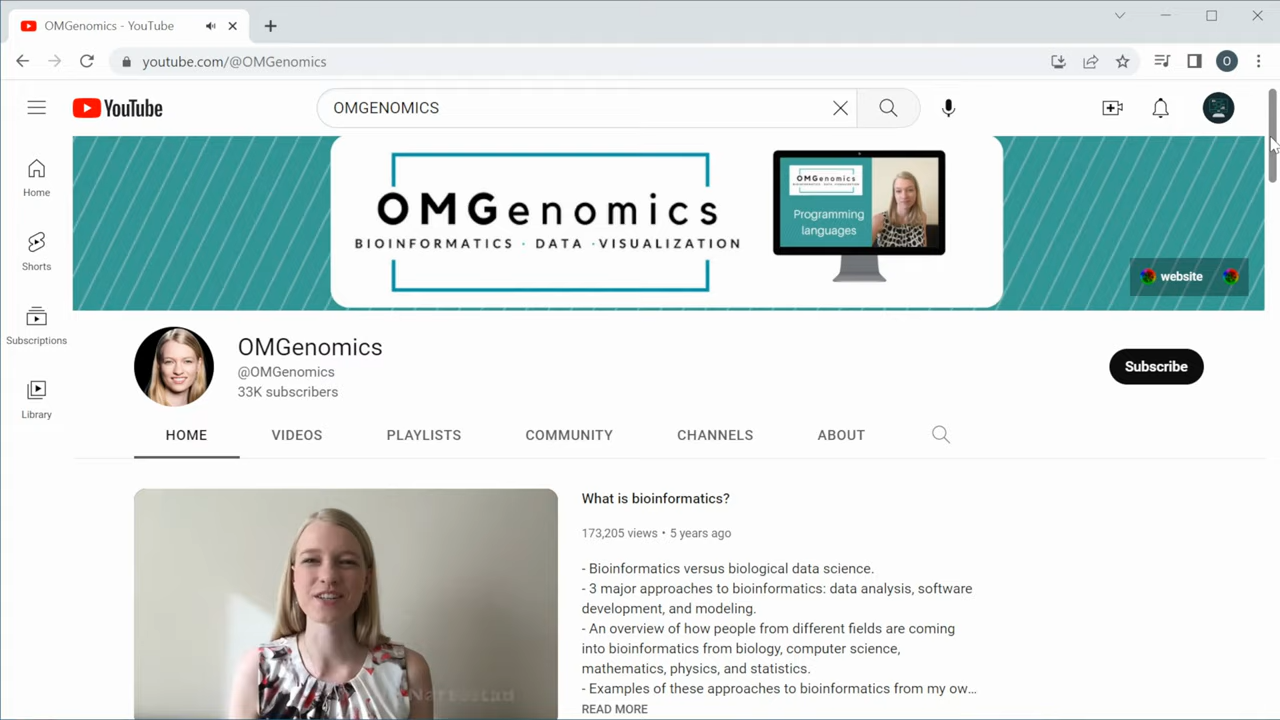 OMGenomics - YouTube
youtube.com/@OMGenomics
O
YouTube
OMGENOMICS
Home
Shorts
Subscriptions
Library
OMGenomics
BIOINFORMATICS · DATA · VISUALIZATION
OMGenomics
BIOINFORMATICS · DATA · VISUALIZATION
Programming
languages
website
OMGenomics
@OMGenomics
33K subscribers
Subscribe
HOME VIDEOS PLAYLISTS COMMUNITY CHANNELS ABOUT
What is bioinformatics?
173,205 views • 5 years ago
- Bioinformatics versus biological data science.
- 3 major approaches to bioinformatics: data analysis, software
development, and modeling.
- An overview of how people from different fields are coming
into bioinformatics from biology, computer science,
mathematics, physics, and statistics.
- Examples of these approaches to bioinformatics from my ow...
READ MORE